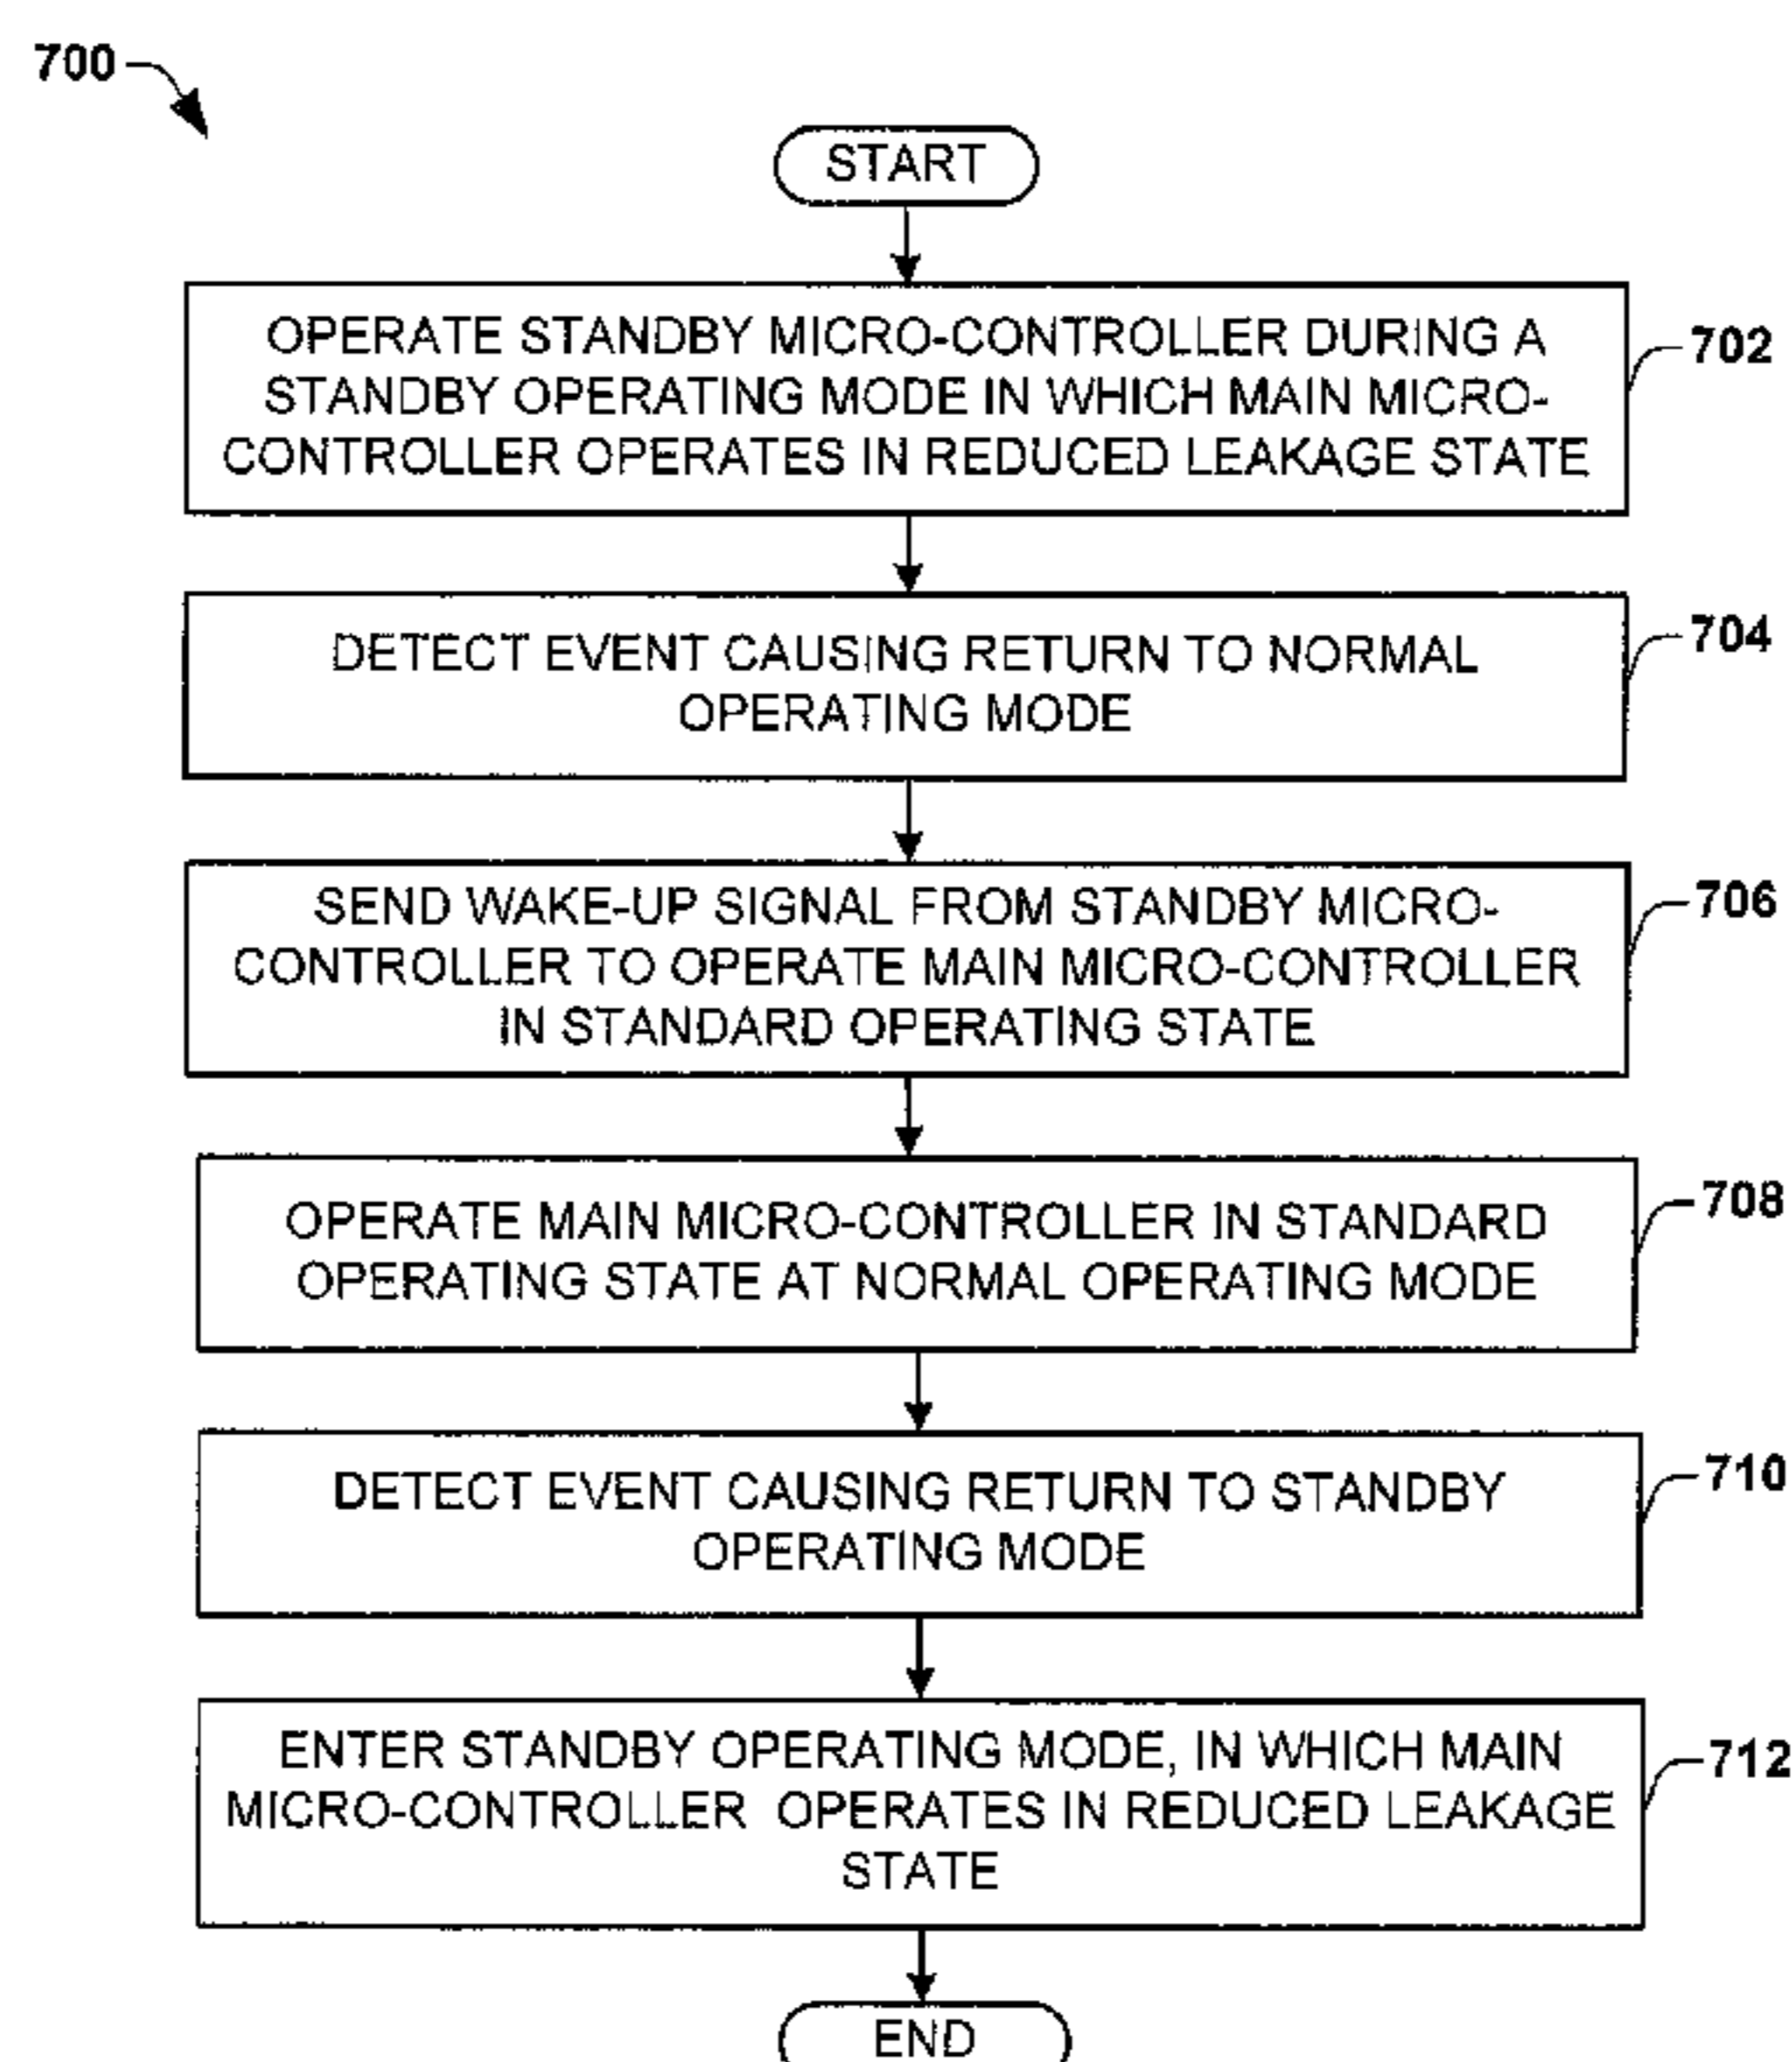 700
START
OPERATE STANDBY MICRO-CONTROLLER DURING A
STANDBY OPERATING MODE IN WHICH MAIN MICRO-
CONTROLLER OPERATES IN REDUCED LEAKAGE STATE
702
DETECT EVENT CAUSING RETURN TO NORMAL
OPERATING MODE
704
SEND WAKE-UP SIGNAL FROM STANDBY MICRO-
CONTROLLER TO OPERATE MAIN MICRO-CONTROLLER
IN STANDARD OPERATING STATE
706
OPERATE MAIN MICRO-CONTROLLER IN STANDARD
OPERATING STATE AT NORMAL OPERATING MODE
708
DETECT EVENT CAUSING RETURN TO STANDBY
OPERATING MODE
710
ENTER STANDBY OPERATING MODE, IN WHICH MAIN
MICRO-CONTROLLER OPERATES IN REDUCED LEAKAGE
STATE
712
END